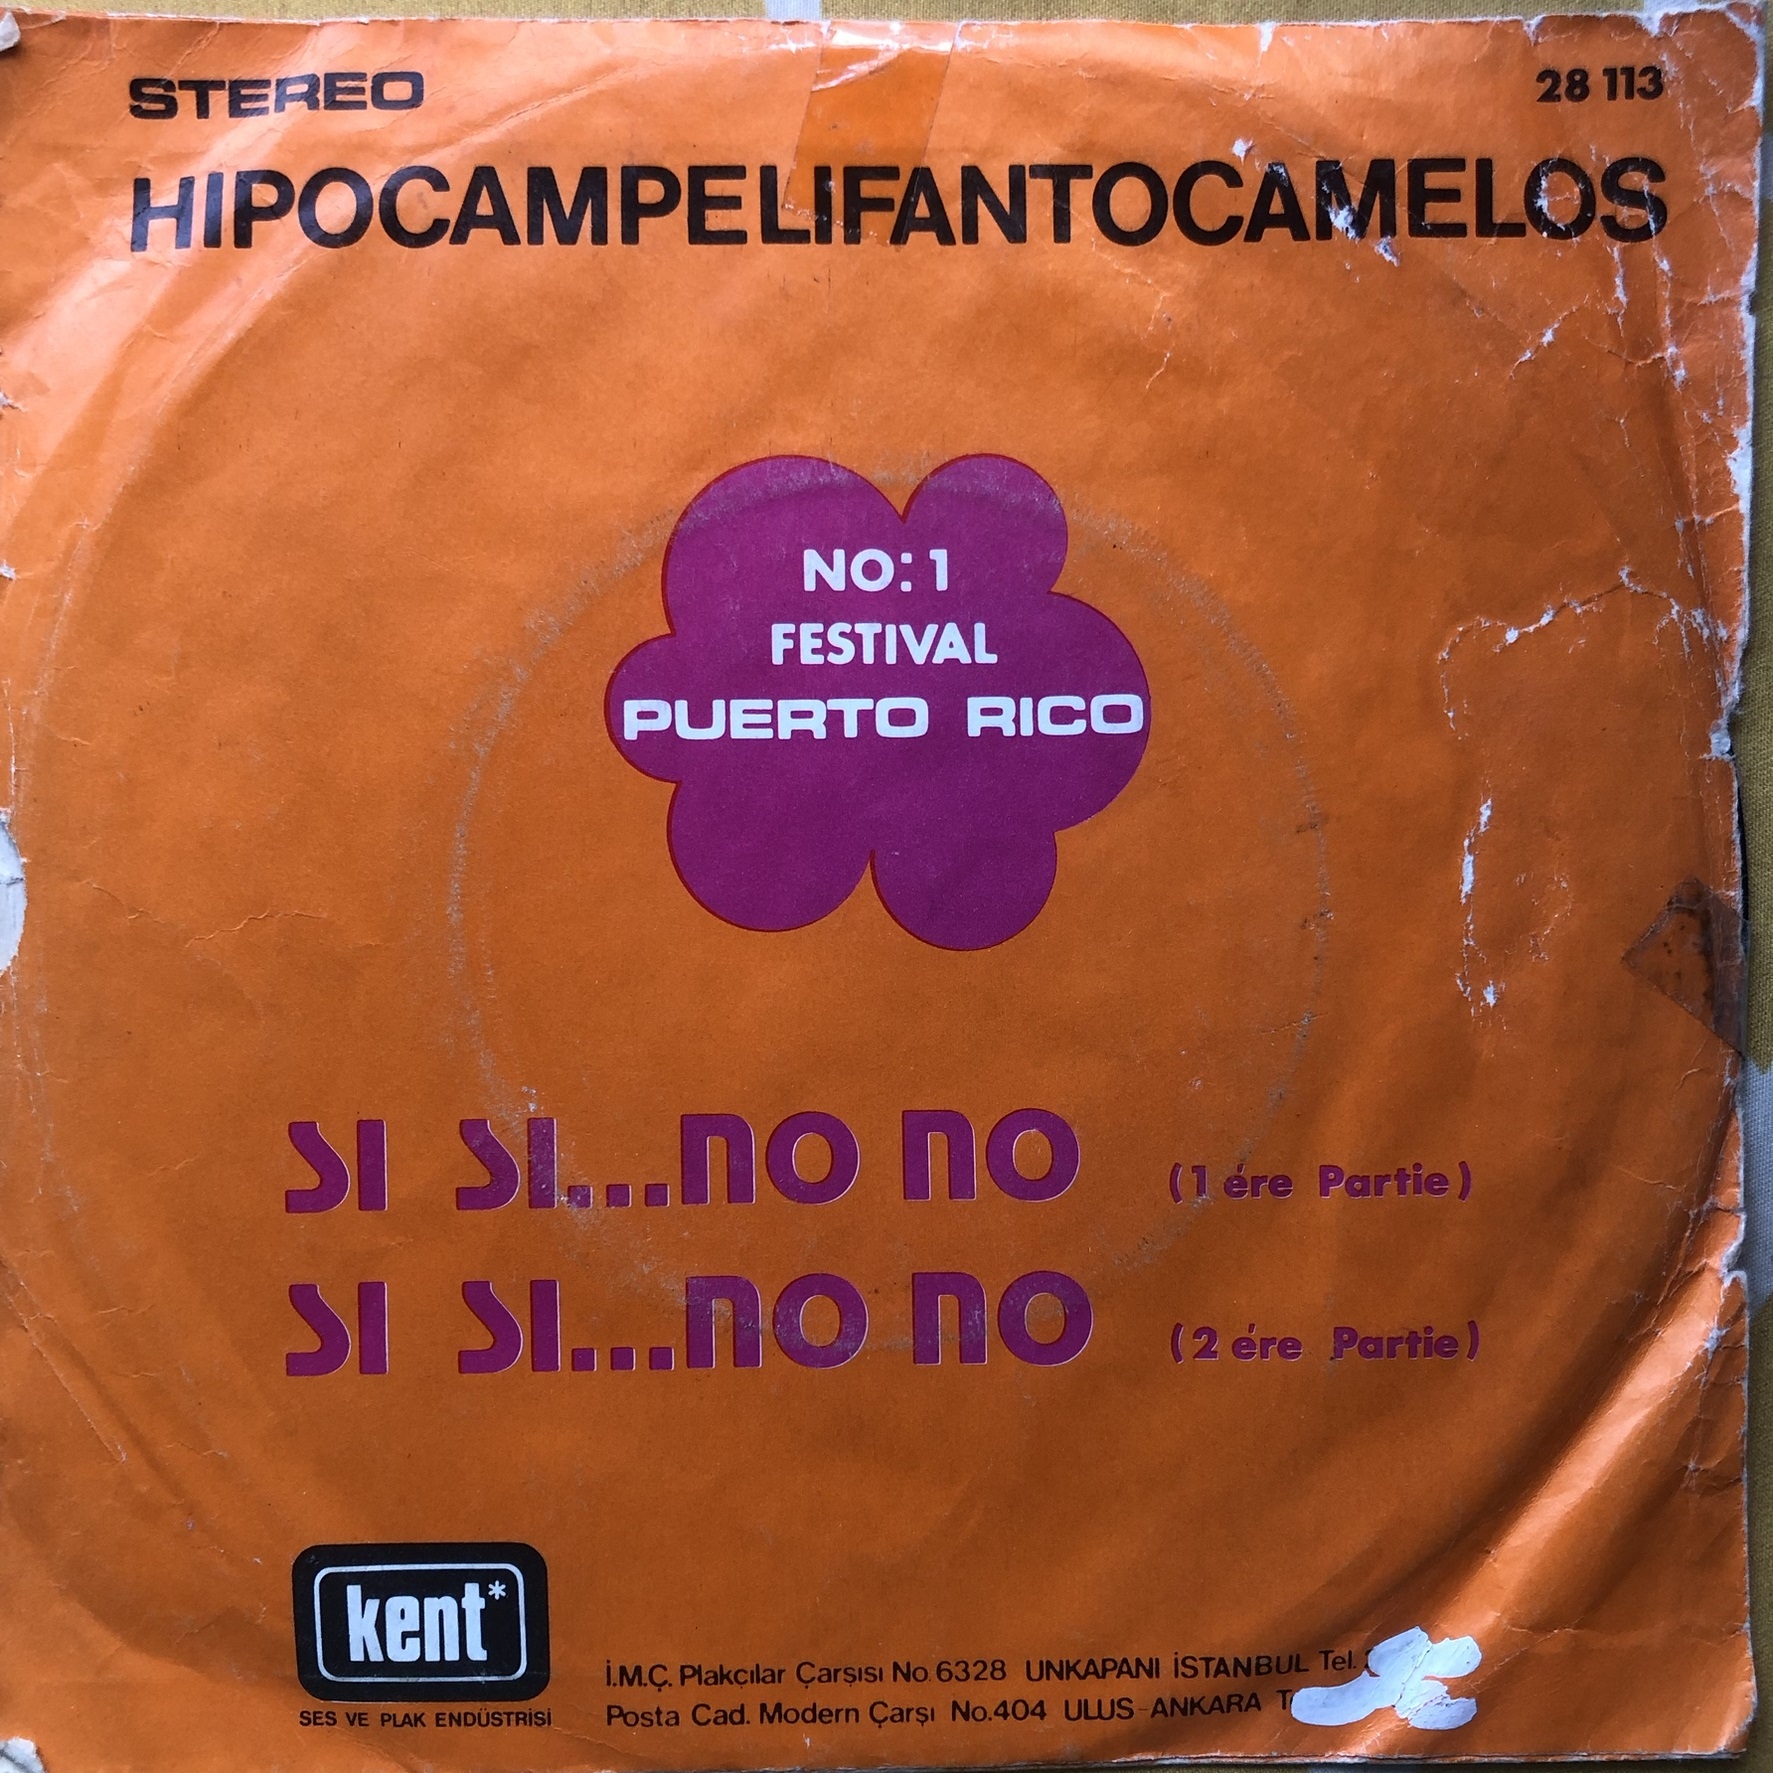 STEREO 28 113
HIPOCAMPELIFANTOCAMELOS
NO: 1
FESTIVAL
PUERTO RICO
SI SI...NO NO (1 ére Partie)
SI SI...NO NO (2 ére Partie)
kent*
SES VE PLAK ENDÜSTRİSİ
İ.M.Ç. Plakçılar Çarşısı No.6328 UNKAPANI İSTANBUL Tel.
Posta Cad. Modern Çarşı No.404 ULUS-ANKARA